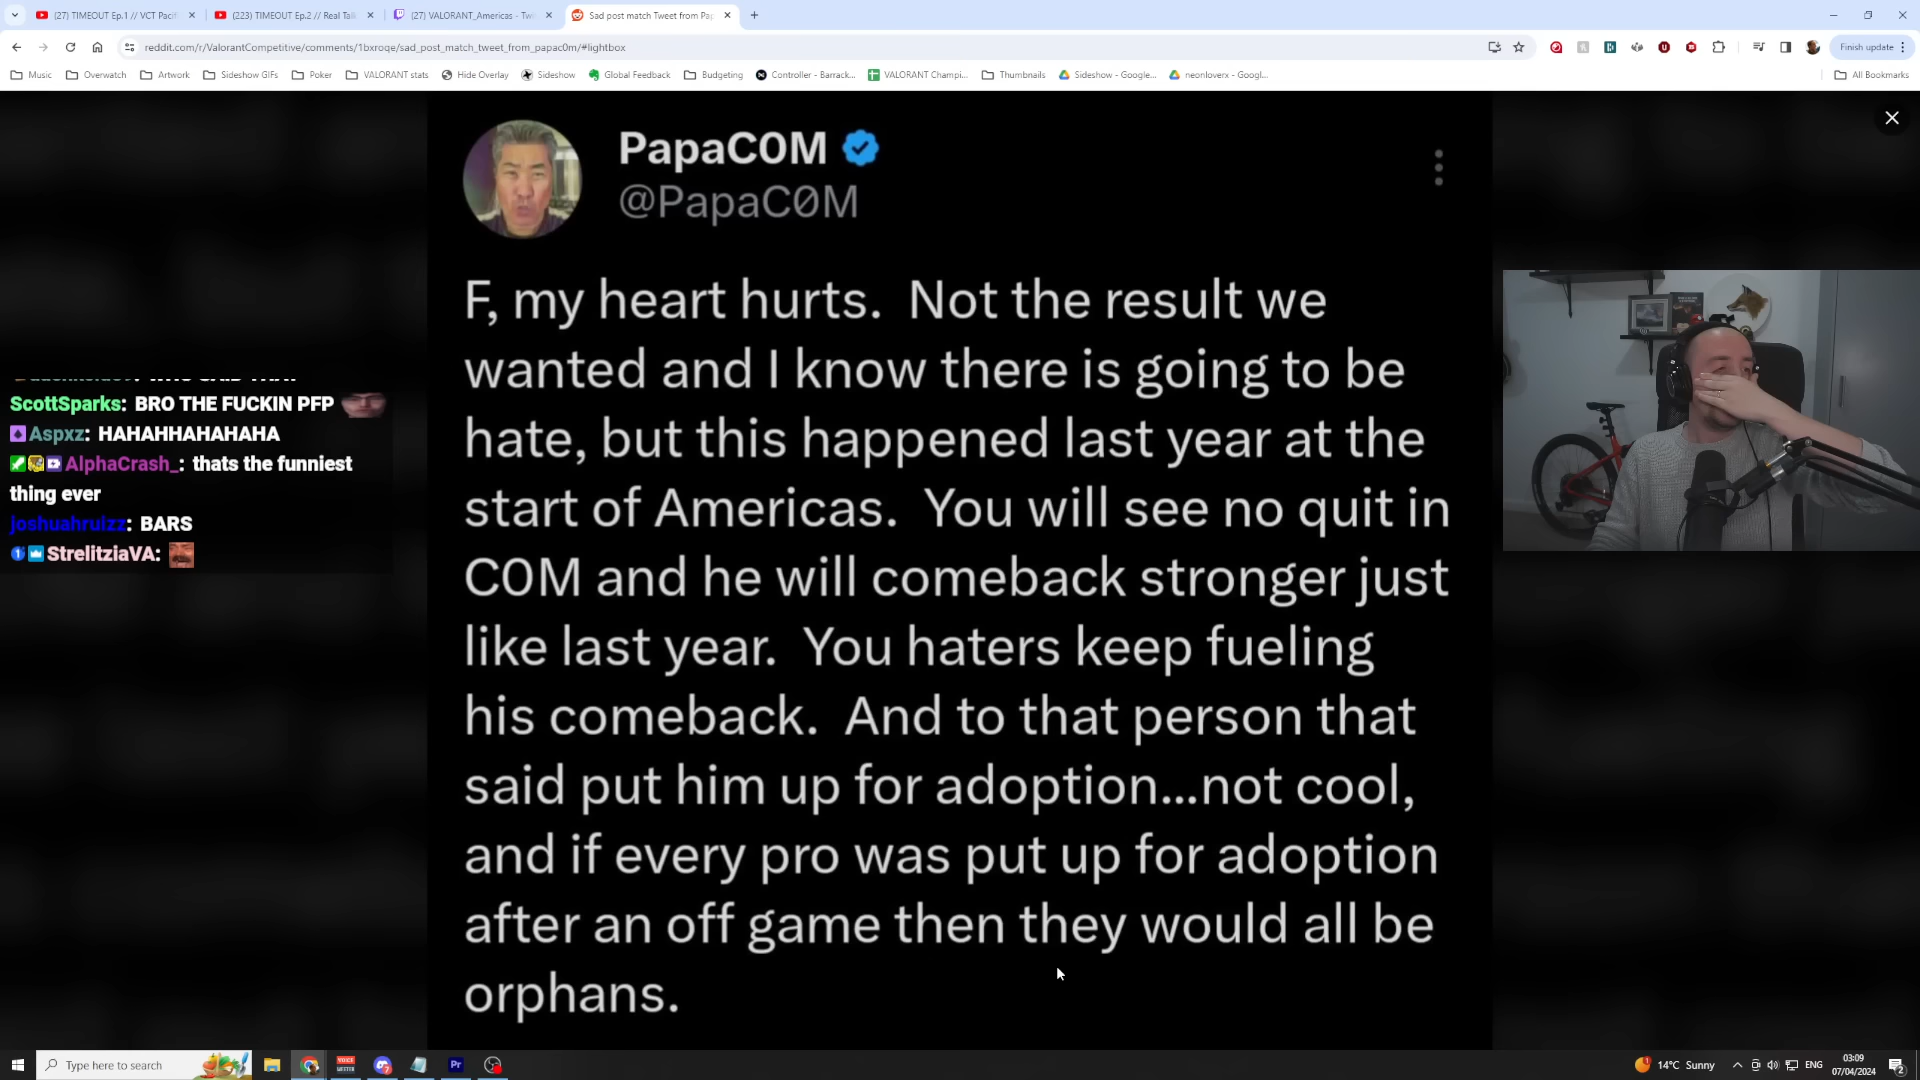 (27) TIMEOUT Ep.1 // VCT Pacif
(223) TIMEOUT Ep.2 // Real Talk
(27) VALORANT_Americas - Twi
Sad post match Tweet from Pap
reddit.com/r/ValorantCompetitive/comments/1bxroqe/sad_post_match_tweet_from_papac0m/#lightbox
Finish update
Music
Overwatch
Artwork
Sideshow GIFs
Poker
VALORANT stats
Hide Overlay
Sideshow
Global Feedback
Budgeting
Controller - Barrack...
VALORANT Champi...
Thumbnails
Sideshow - Google...
neonloverx - Googl...
All Bookmarks
PapaC0M
@PapaC0M
F, my heart hurts. Not the result we
wanted and I know there is going to be
hate, but this happened last year at the
start of Americas. You will see no quit in
C0M and he will comeback stronger just
like last year. You haters keep fueling
his comeback. And to that person that
said put him up for adoption...not cool,
and if every pro was put up for adoption
after an off game then they would all be
orphans.
ScottSparks: BRO THE FUCKIN PFP
Aspxz: HAHAHHAHAHAHA
AlphaCrash_: thats the funniest
thing ever
joshuahruizz: BARS
StrelitziaVA:
Type here to search
Pr
14°C Sunny
ENG
03:09
07/04/2024